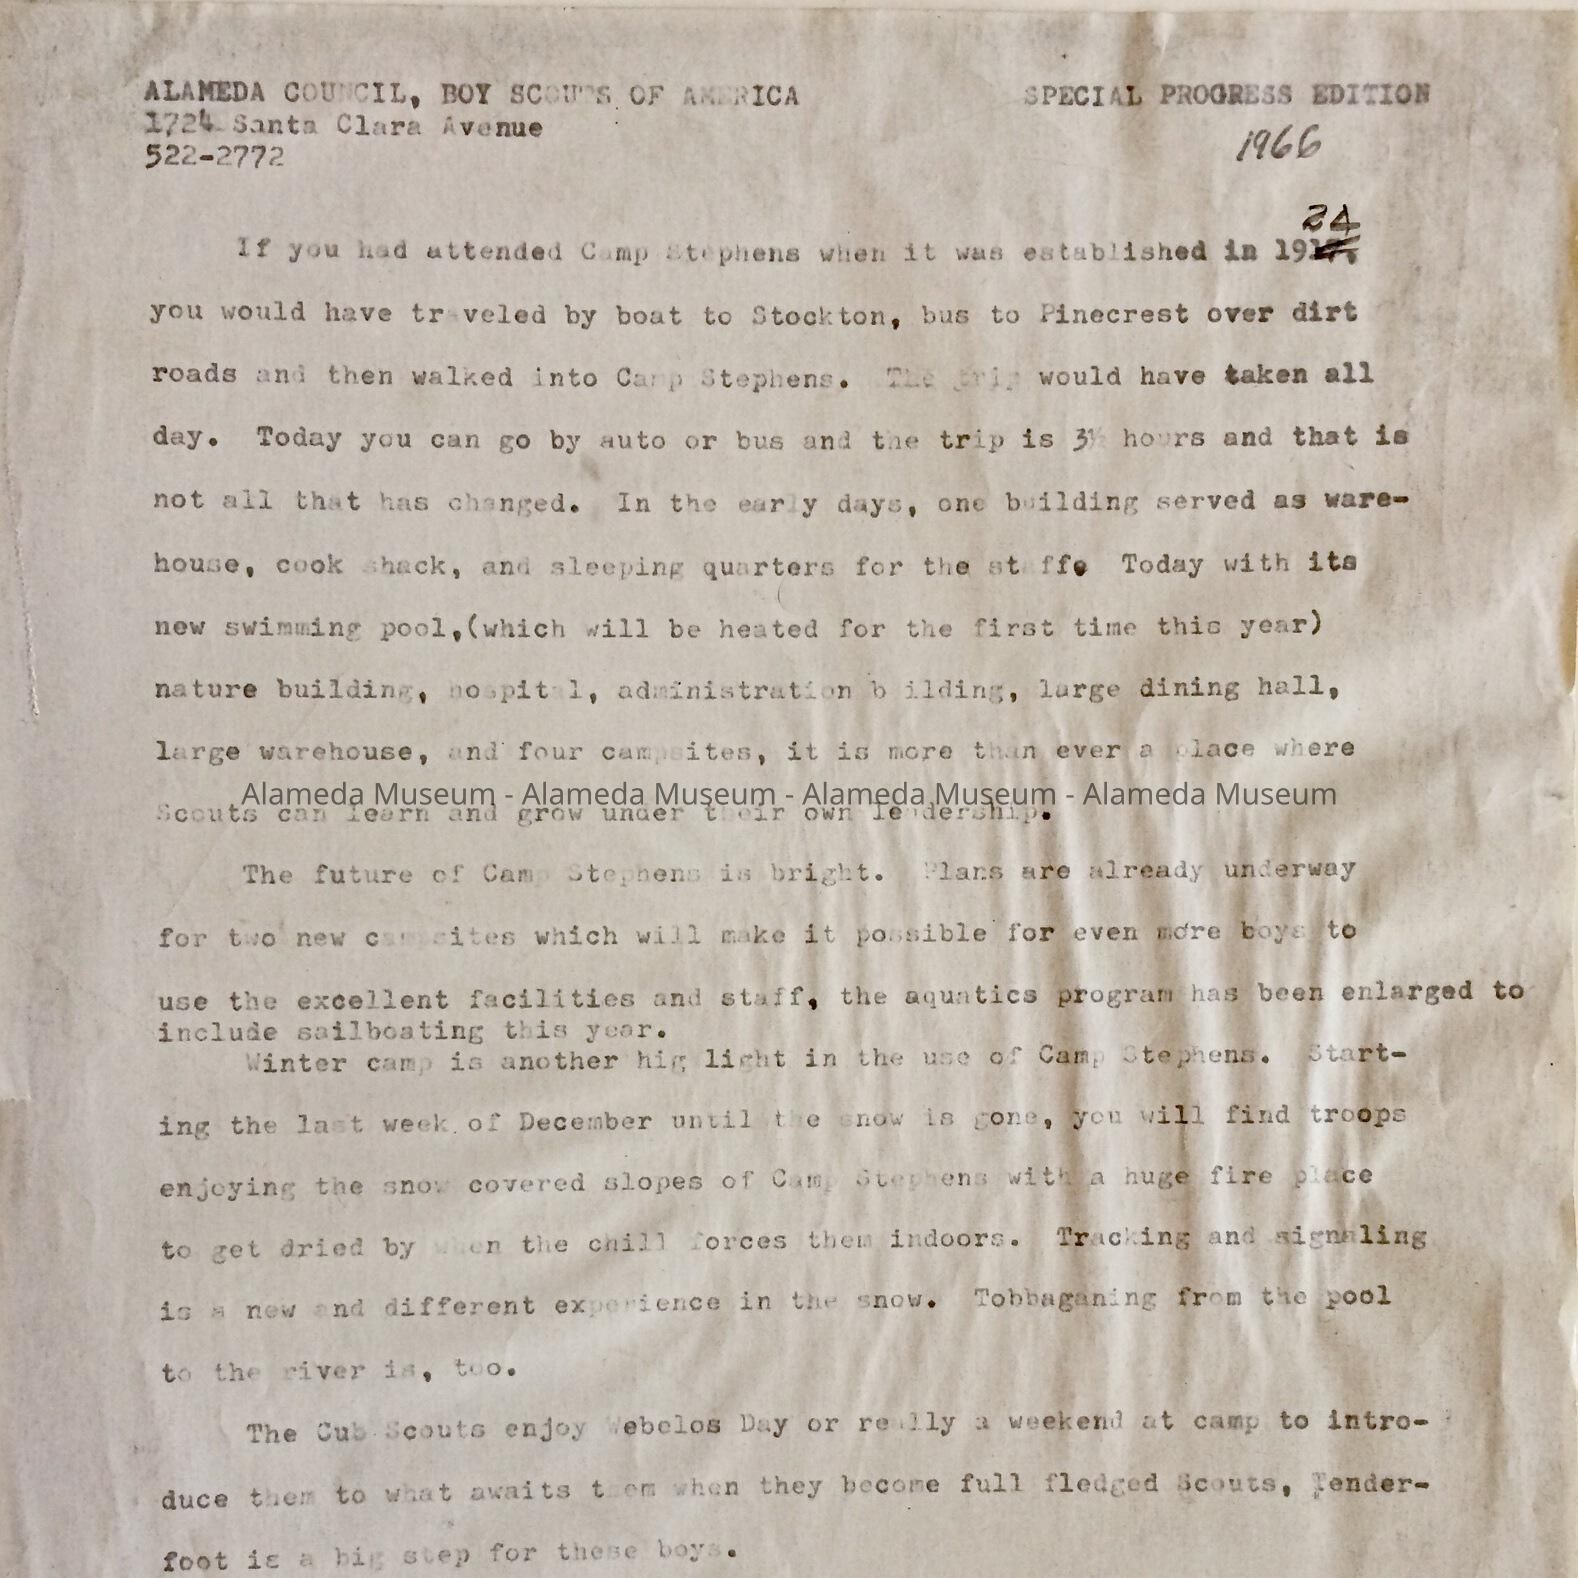 ALAMEDA COUNCIL, BOY SCOUTS OF AMERICA SPECIAL PROGRESS EDITION
1724 Santa Clara Avenue
1966
522-2772
24
If you had attended Camp Stephens when it was established in 19
you would have traveled by boat to Stockton, bus to Pinecrest over dirt
roads and then walked into Camp Stephens. The trip would have taken all
day. Today you can go by auto or bus and the trip is 3½ hours and that is
not all that has changed. In the early days, one building served as ware-
house, cook shack, and sleeping quarters for the staff. Today with its
new swimming pool,(which will be heated for the first time this year)
nature building, hospital, administration building, large dining hall,
large warehouse, and four campsites, it is more than ever a place where
Alameda Museum - Alameda Museum - Alameda Museum - Alameda Museum
Scouts can learn and grow under their own leadership.
The future of Camp Stephens is bright. Plans are already underway
for two new campsites which will make it possible for even more boys to
use the excellent facilities and staff, the aquatics program has been enlarged to
include sailboating this year.
Winter camp is another hig light in the use of Camp Stephens. Start-
ing the last week of December until the snow is gone, you will find troops
enjoying the snow covered slopes of Camp Stephens with a huge fire place
to get dried by when the chill forces them indoors. Tracking and signaling
is a new and different experience in the snow. Tobbaganing from the pool
to the river is, too.
The Cub Scouts enjoy Webelos Day or really a weekend at camp to intro-
duce them to what awaits them when they become full fledged Scouts, Tender-
foot is a big step for these boys.